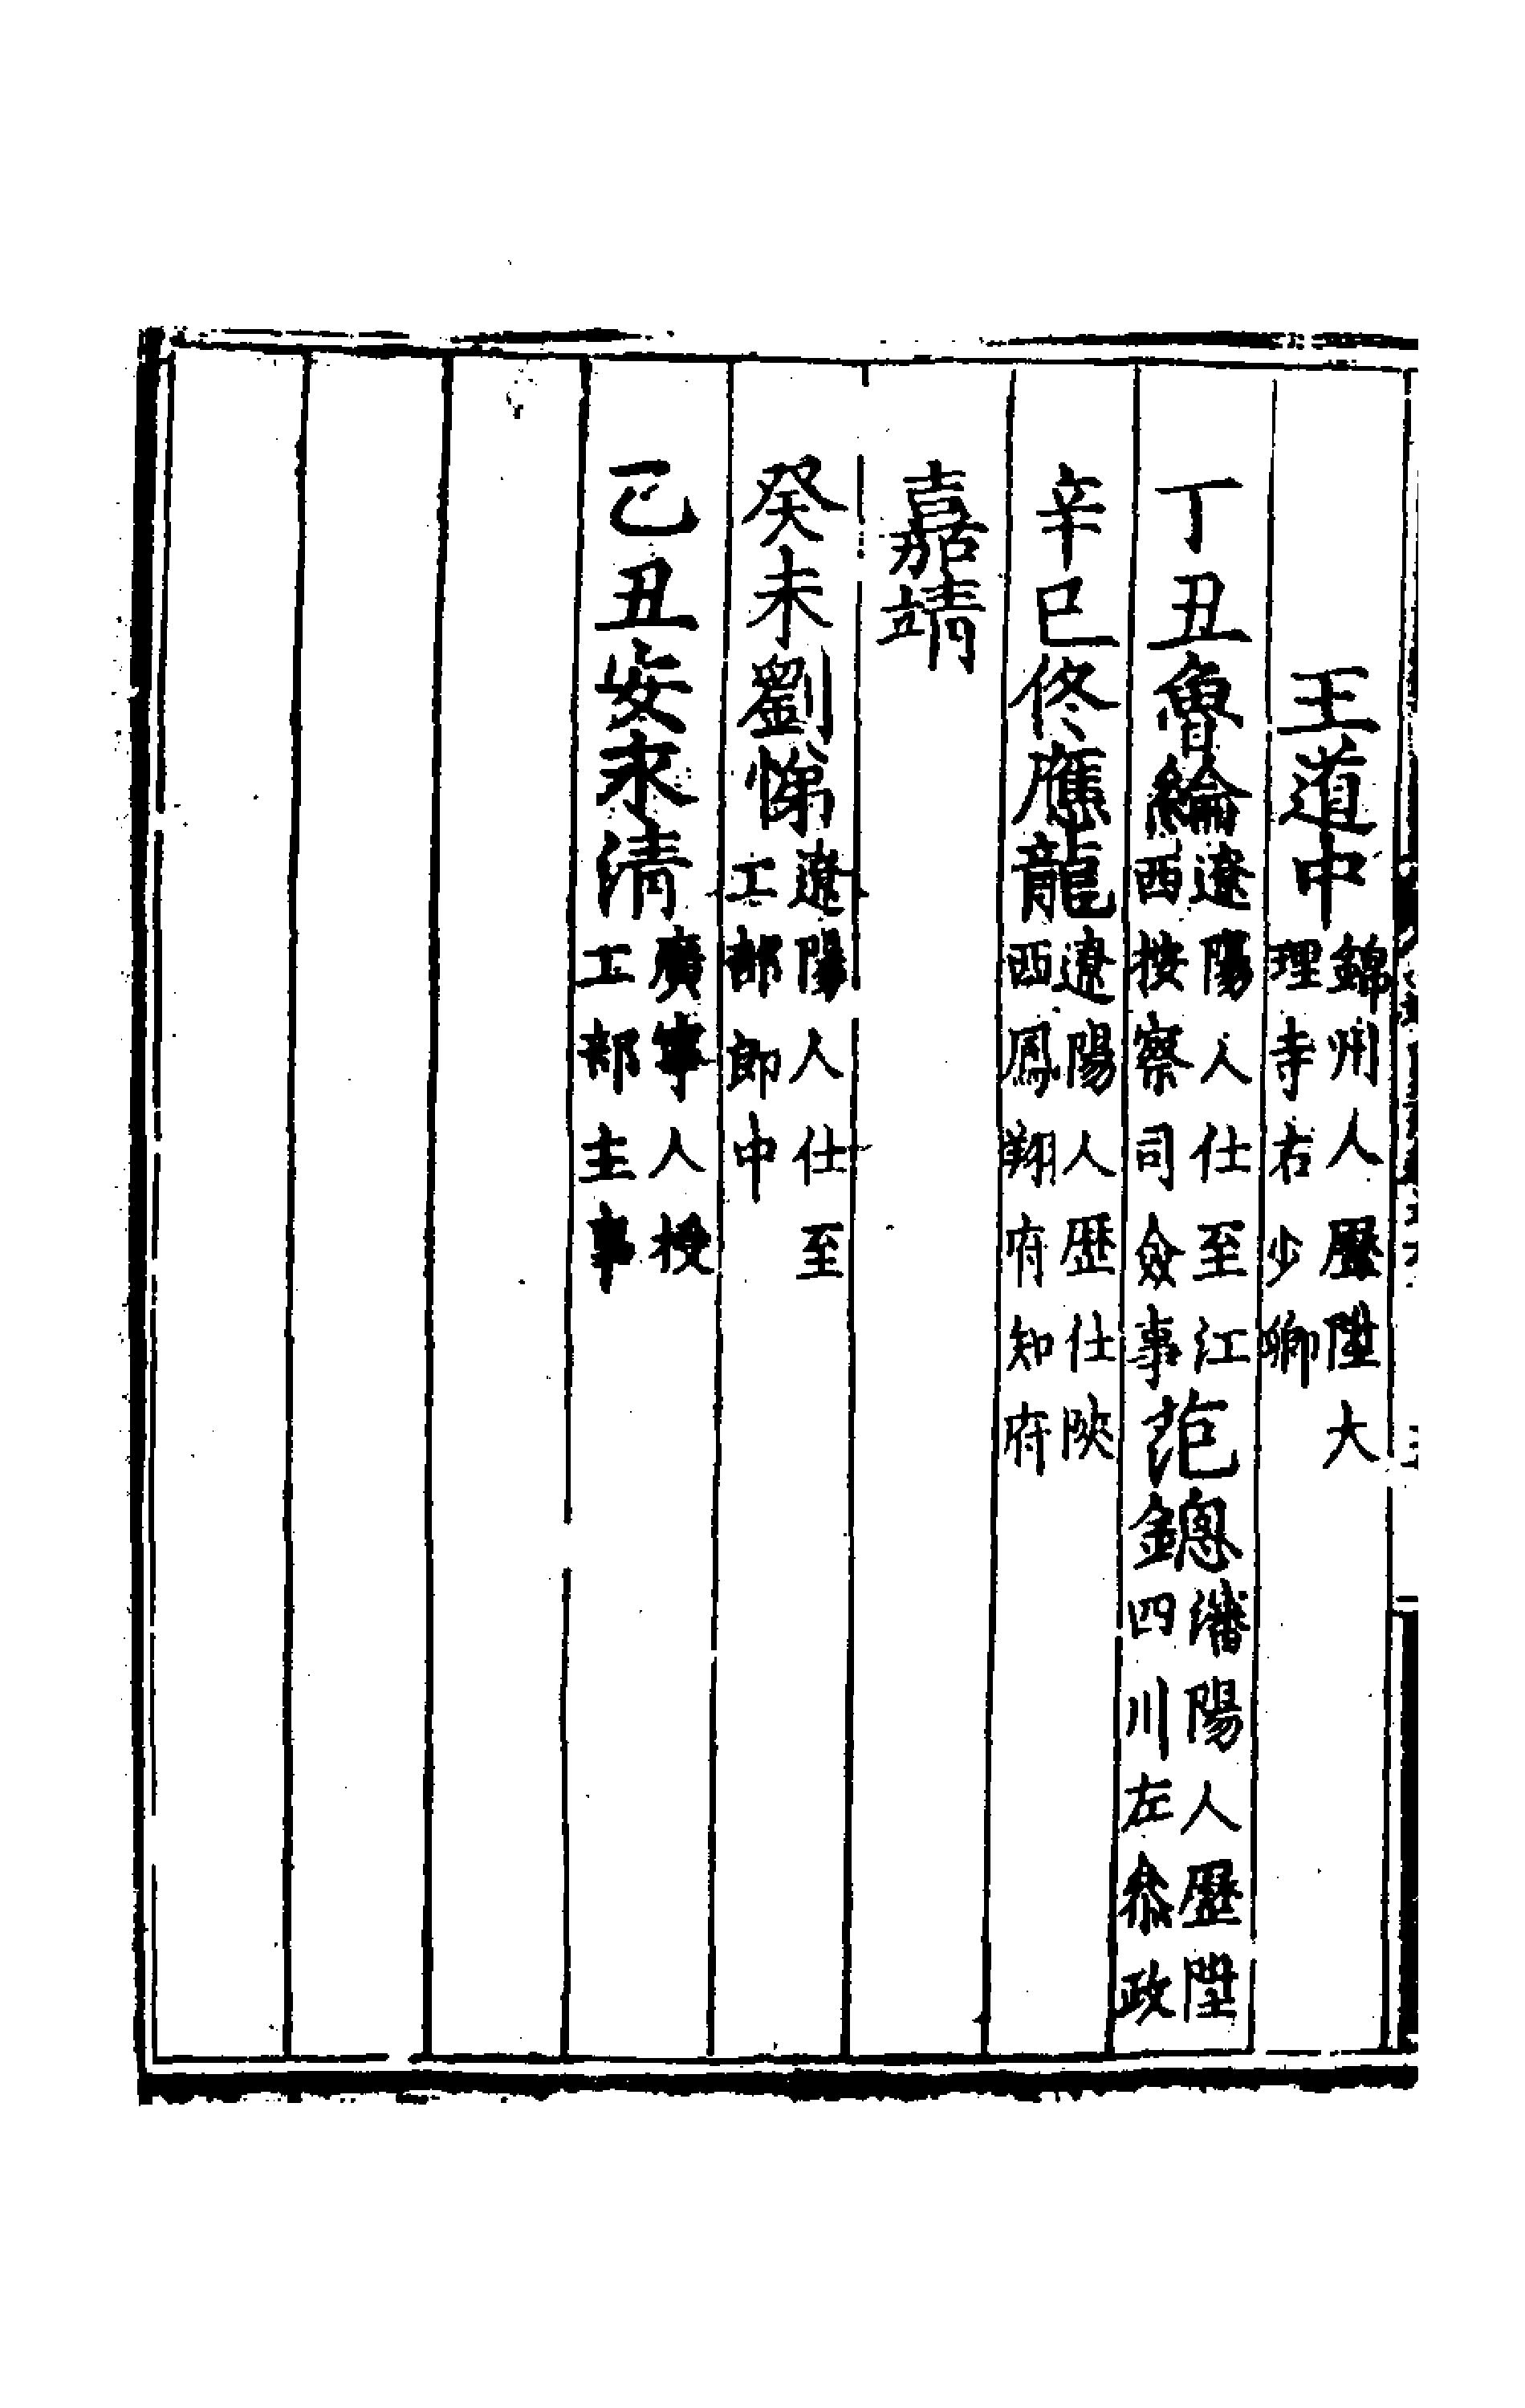 王道中錦州人歷陞大理寺右少卿
丁丑魯綸遼陽人仕至江西按察司僉事范鏓瀋陽人歷陞四川左叅政
辛巳佟應龍遼陽人歷仕陝西鳳翔府知府
嘉靖
癸未劉悌遼陽人仕至工部郎中
己丑安永清廣寧人授工部主事